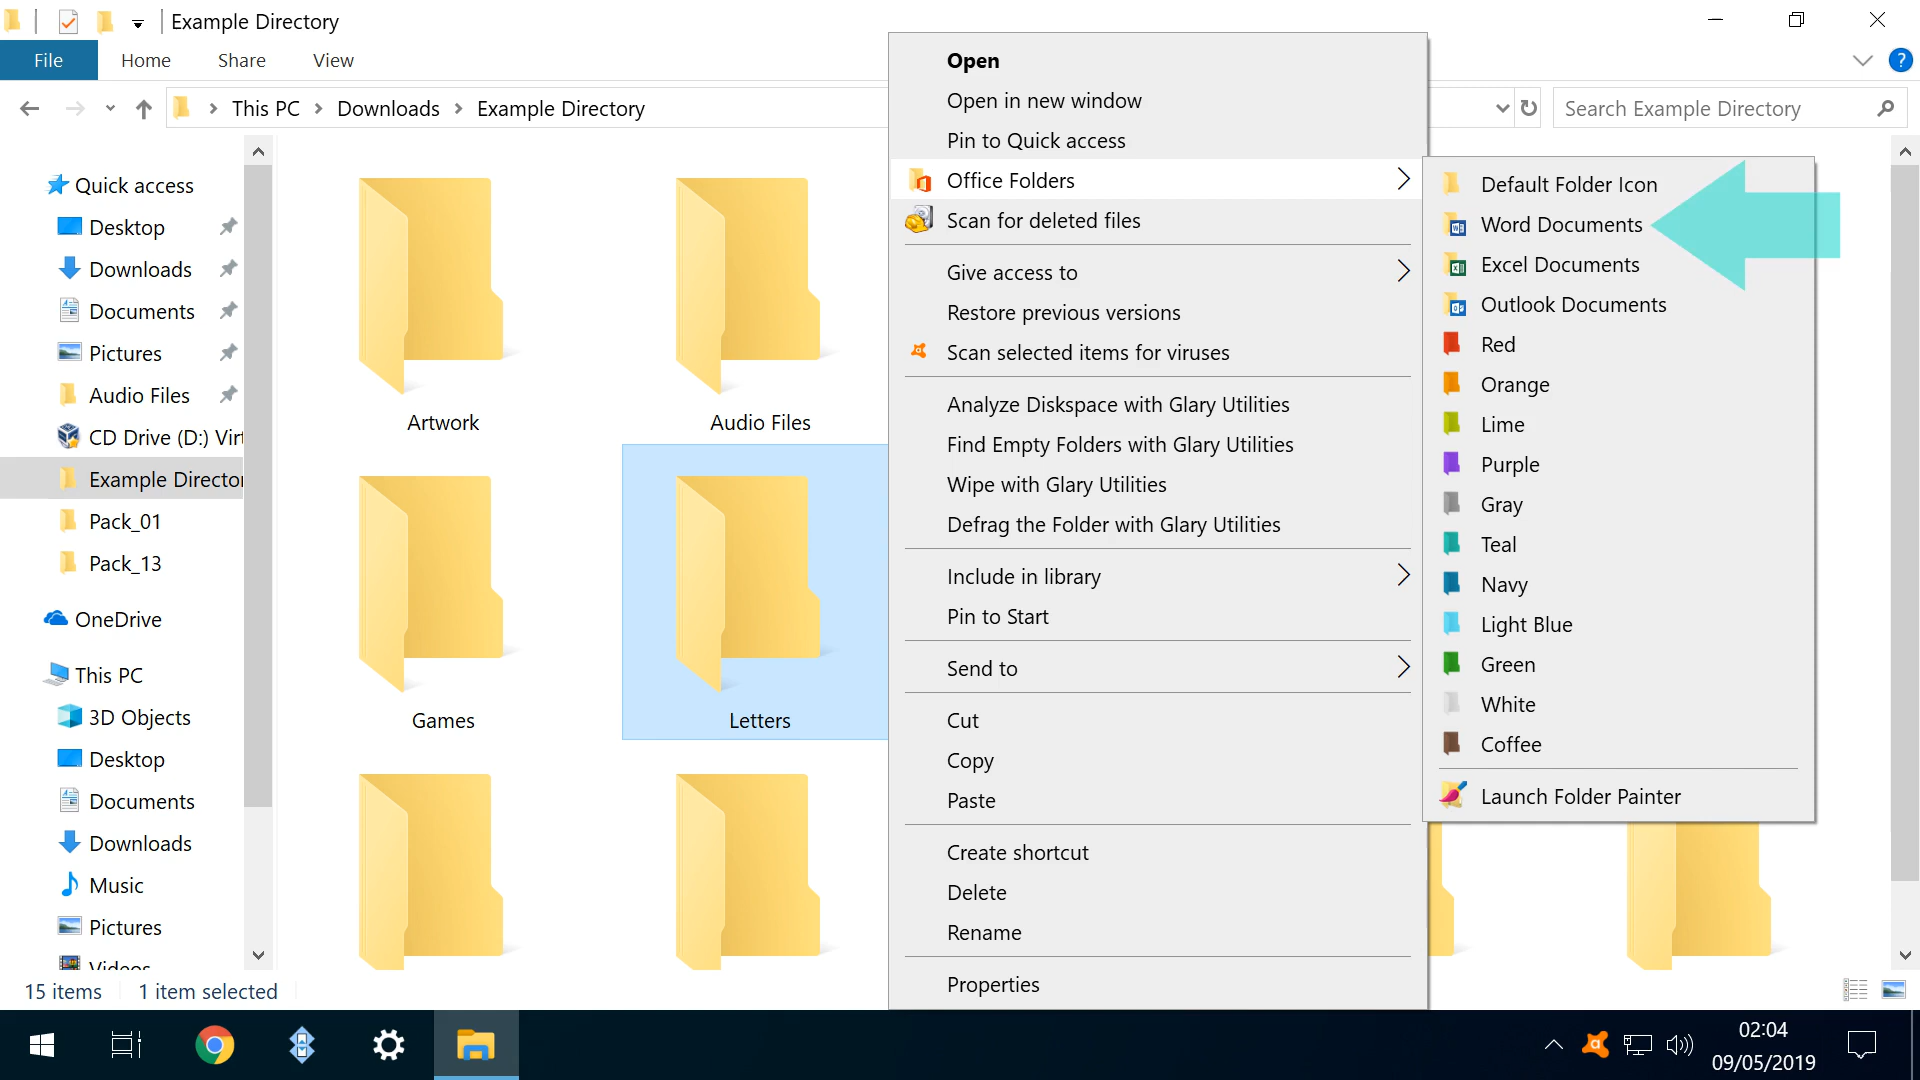 Example Directory
File
Home
Share
View
?
This PC
Downloads
Example Directory
Search Example Directory
Quick access
Desktop
Downloads
Documents
Pictures
Audio Files
CD Drive (D:) Virt
Example Director
Pack_01
Pack_13
OneDrive
This PC
3D Objects
Desktop
Documents
Downloads
Music
Pictures
Videos
Artwork
Audio Files
Games
Letters
Open
Open in new window
Pin to Quick access
Office Folders
Scan for deleted files
Give access to
Restore previous versions
Scan selected items for viruses
Analyze Diskspace with Glary Utilities
Find Empty Folders with Glary Utilities
Wipe with Glary Utilities
Defrag the Folder with Glary Utilities
Include in library
Pin to Start
Send to
Cut
Copy
Paste
Create shortcut
Delete
Rename
Properties
Default Folder Icon
Word Documents
Excel Documents
Outlook Documents
Red
Orange
Lime
Purple
Gray
Teal
Navy
Light Blue
Green
White
Coffee
Launch Folder Painter
15 items
1 item selected
02:04
09/05/2019